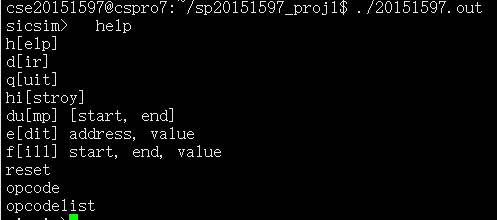 cse20151597@cspro7:~/sp20151597_proj1$ ./20151597.out
sicsim>   help
h[elp]
d[ir]
q[uit]
hi[stroy]
du[mp] [start, end]
e[dit] address, value
f[ill] start, end, value
reset
opcode
opcodelist
sicsim>